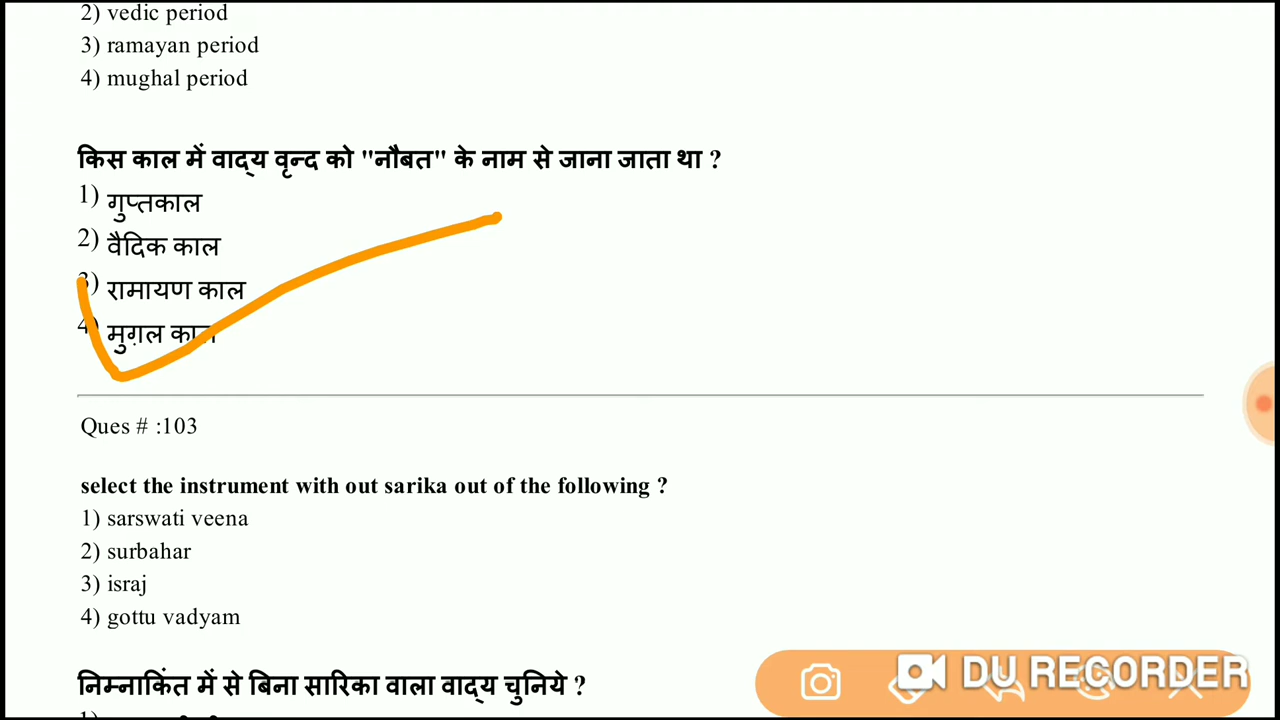 2) vedic period
3) ramayan period
4) mughal period
किस काल में वाद्य वृन्द को "नौबत" के नाम से जाना जाता था ?
1) गुप्तकाल
2) वैदिक काल
3) रामायण काल
4) मुग़ल काल
Ques # :103
select the instrument with out sarika out of the following ?
1) sarswati veena
2) surbahar
3) israj
4) gottu vadyam
निम्नाकिंत में से बिना सारिका वाला वाद्य चुनिये ?
1)
DU RECORDER